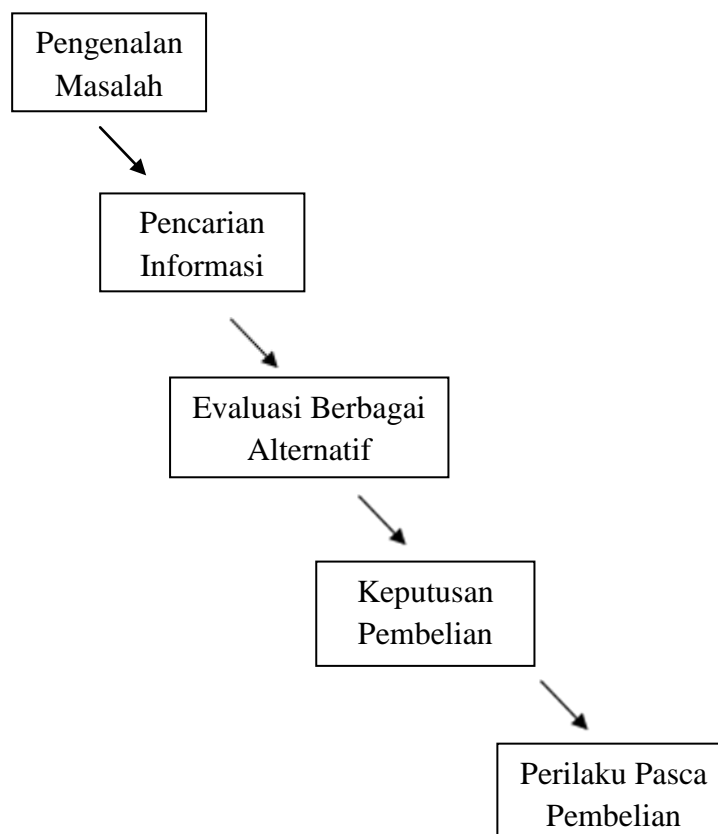 Pengenalan
Masalah
Pencarian
Informasi
Evaluasi Berbagai
Alternatif
Keputusan
Pembelian
Perilaku Pasca
Pembelian